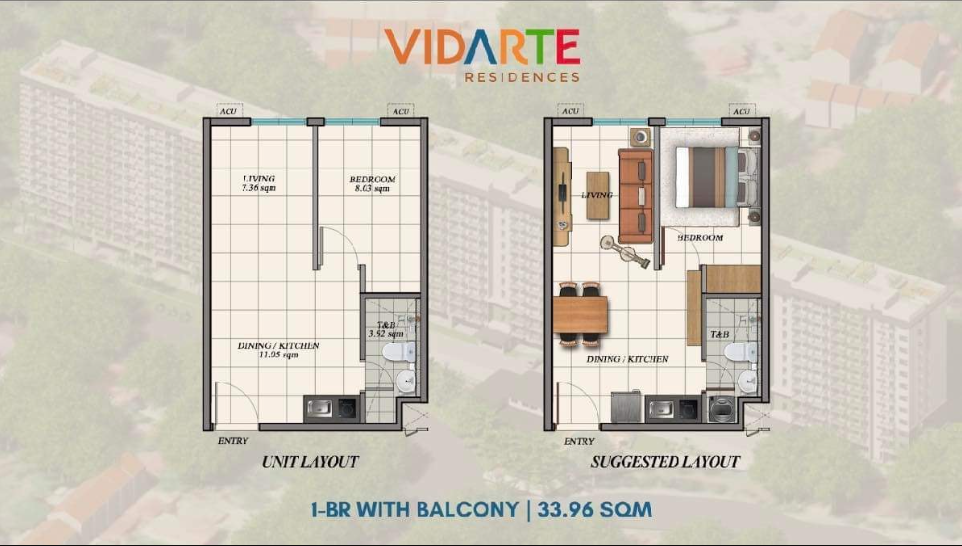 VIDARTE
RESIDENCES
ACU
ACU
LIVING
7.36 sqm
BEDROOM
8.03 sqm
T&B
3.52 sqm
DINING / KITCHEN
11.05 sqm
ENTRY
UNIT LAYOUT
ACU
ACU
LIVING
BEDROOM
T&B
DINING / KITCHEN
ENTRY
SUGGESTED LAYOUT
1-BR WITH BALCONY | 33.96 SQM